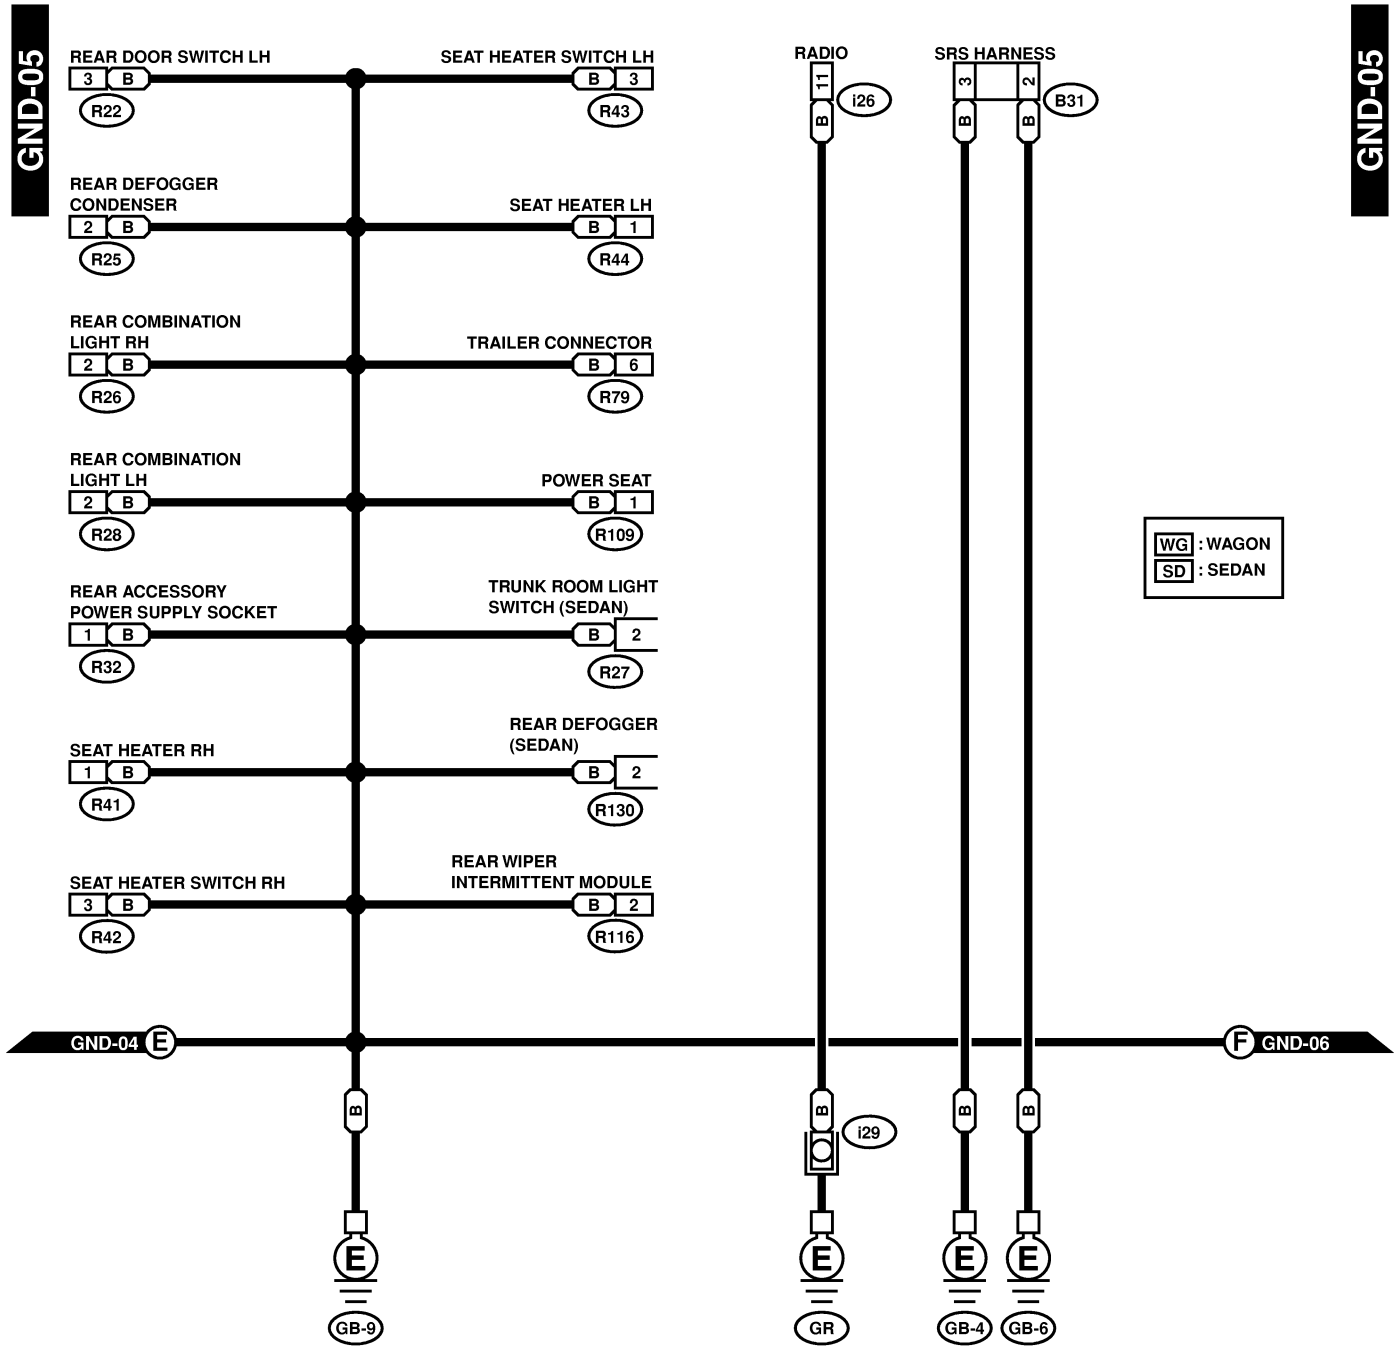 GND-05
GND-05
REAR DOOR SWITCH LH
3 B
R22
SEAT HEATER SWITCH LH
B 3
R43
REAR DEFOGGER
CONDENSER
2 B
R25
SEAT HEATER LH
B 1
R44
REAR COMBINATION
LIGHT RH
2 B
R26
TRAILER CONNECTOR
B 6
R79
REAR COMBINATION
LIGHT LH
2 B
R28
POWER SEAT
B 1
R109
REAR ACCESSORY
POWER SUPPLY SOCKET
1 B
R32
TRUNK ROOM LIGHT
SWITCH (SEDAN)
B 2
R27
SEAT HEATER RH
1 B
R41
REAR DEFOGGER
(SEDAN)
B 2
R130
SEAT HEATER SWITCH RH
3 B
R42
REAR WIPER
INTERMITTENT MODULE
B 2
R116
RADIO
11
i26
B
SRS HARNESS
3 2
B31
B B
WG : WAGON
SD : SEDAN
GND-04 E
F GND-06
B
B
i29
B
B
E
E
E
E
GB-9
GR
GB-4
GB-6